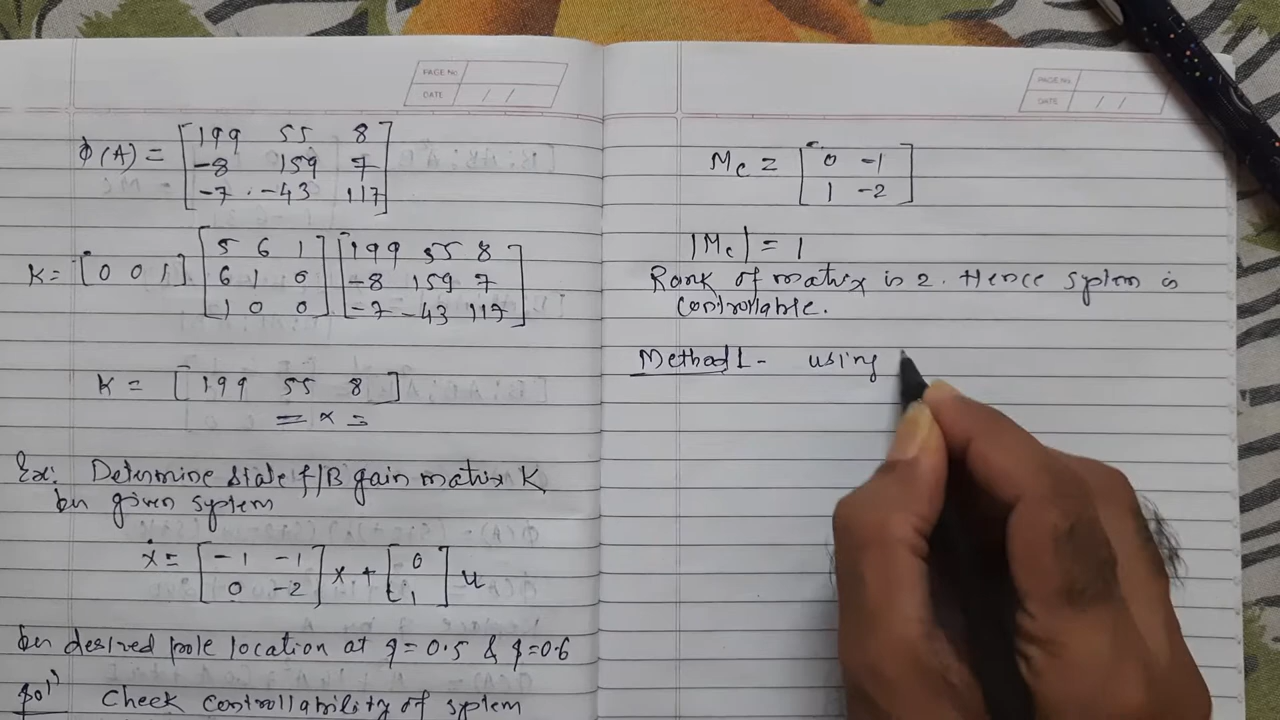 PAGE No.
DATE / /
ϕ(A) = [199 55 8
-8 159 7
-7 -43 117]
K = [0 0 1] [5 6 1
6 1 0
1 0 0] [199 55 8
-8 159 7
-7 -43 117]
K = [199 55 8]
= x =
Ex: Determine state f/B gain matrix K
for given system
ẋ = [-1 -1
0 -2] x + [0
1] u
for desired pole location at q=0.5 & q=0.6
Solⁿ Check Controllability of system
PAGE No.
DATE / /
Mc = [0 -1
1 -2]
|Mc| = 1
Rank of matrix is 2. Hence system is
controllable.
Method 1 - using